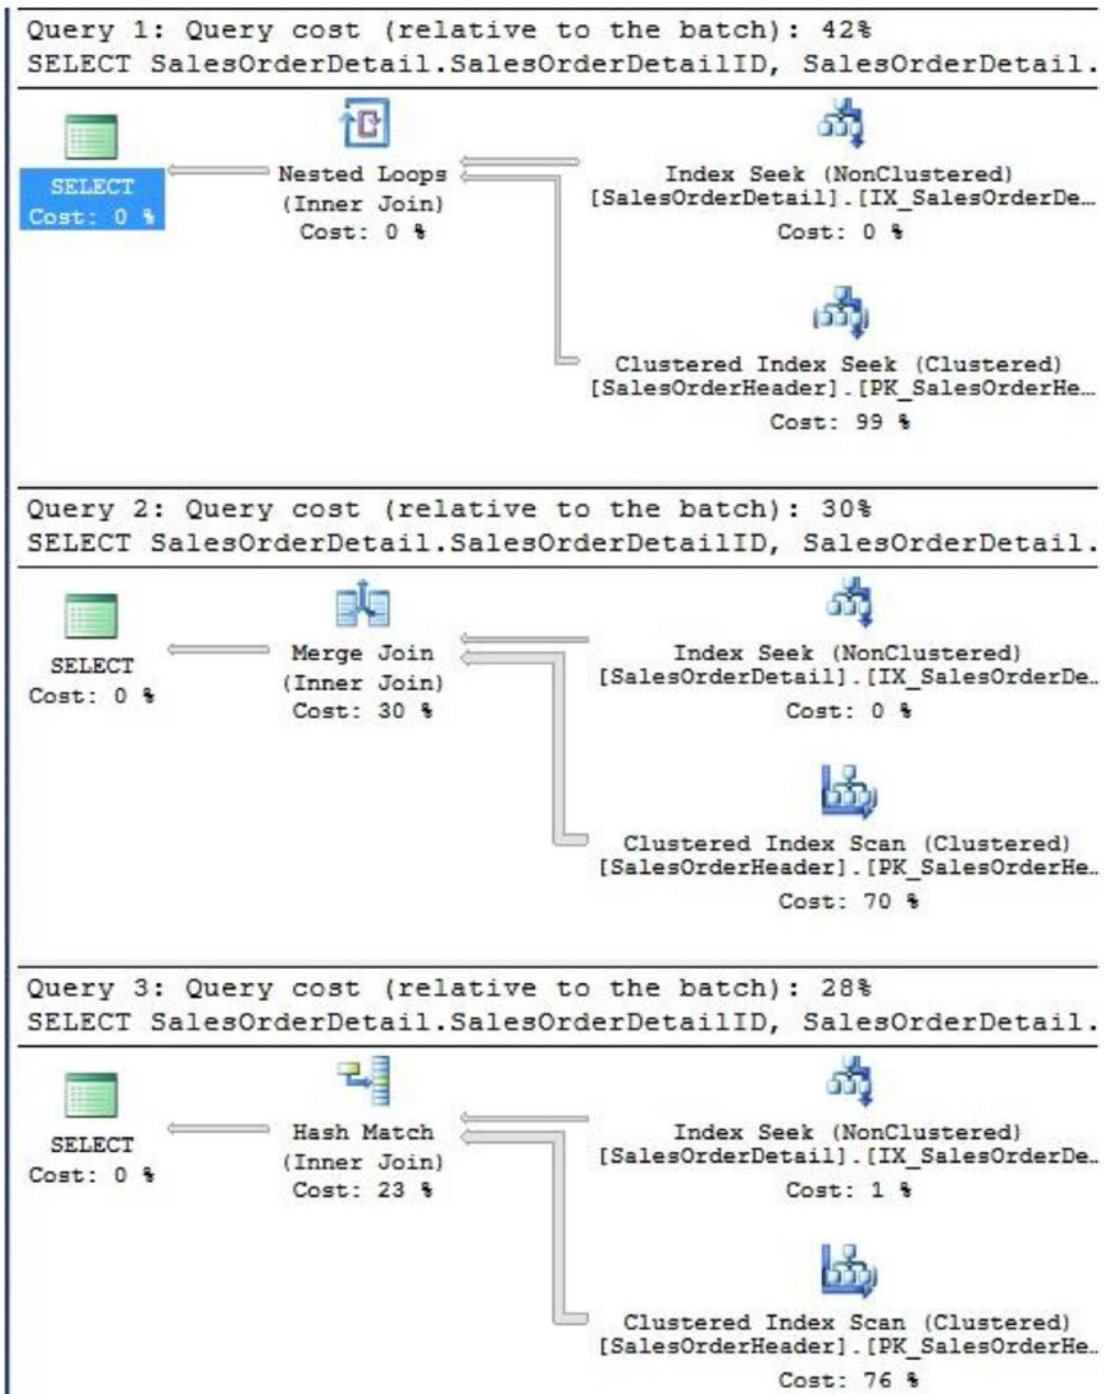 Query 1: Query cost (relative to the batch): 42%
SELECT SalesOrderDetail.SalesOrderDetailID, SalesOrderDetail.
SELECT
Cost: 0 %
Nested Loops
(Inner Join)
Cost: 0 %
Index Seek (NonClustered)
[SalesOrderDetail].[IX_SalesOrderDe…
Cost: 0 %
Clustered Index Seek (Clustered)
[SalesOrderHeader].[PK_SalesOrderHe…
Cost: 99 %
Query 2: Query cost (relative to the batch): 30%
SELECT SalesOrderDetail.SalesOrderDetailID, SalesOrderDetail.
SELECT
Cost: 0 %
Merge Join
(Inner Join)
Cost: 30 %
Index Seek (NonClustered)
[SalesOrderDetail].[IX_SalesOrderDe…
Cost: 0 %
Clustered Index Scan (Clustered)
[SalesOrderHeader].[PK_SalesOrderHe…
Cost: 70 %
Query 3: Query cost (relative to the batch): 28%
SELECT SalesOrderDetail.SalesOrderDetailID, SalesOrderDetail.
SELECT
Cost: 0 %
Hash Match
(Inner Join)
Cost: 23 %
Index Seek (NonClustered)
[SalesOrderDetail].[IX_SalesOrderDe…
Cost: 1 %
Clustered Index Scan (Clustered)
[SalesOrderHeader].[PK_SalesOrderHe…
Cost: 76 %